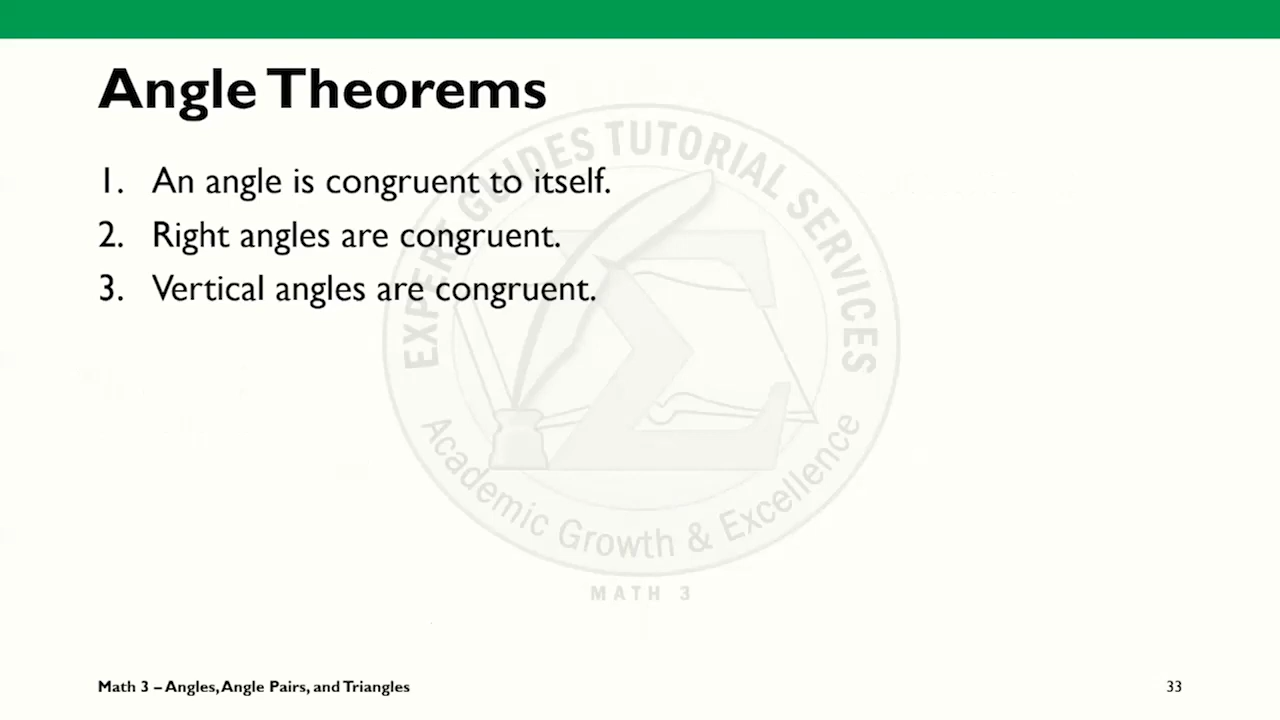 Angle Theorems
1. An angle is congruent to itself.
2. Right angles are congruent.
3. Vertical angles are congruent.
EXPERT GUIDES TUTORIAL SERVICES
Academic Growth & Excellence
MATH 3
Math 3 – Angles, Angle Pairs, and Triangles
33